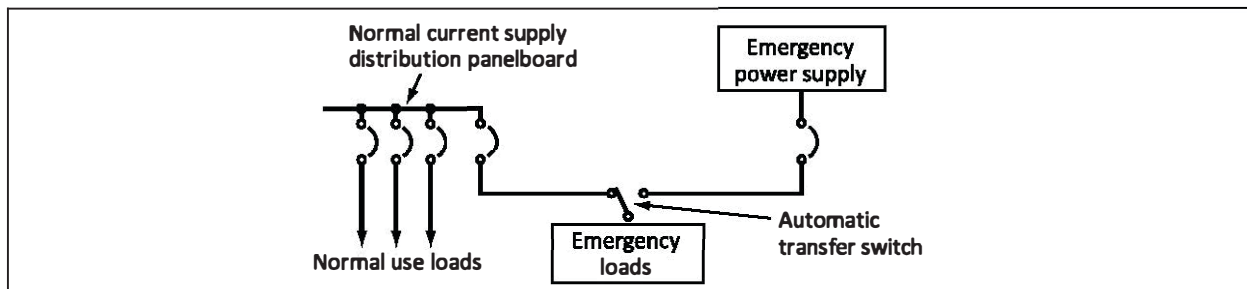 Normal current supply
distribution panelboard
Emergency
power supply
Automatic
transfer switch
Emergency
loads
Normal use loads